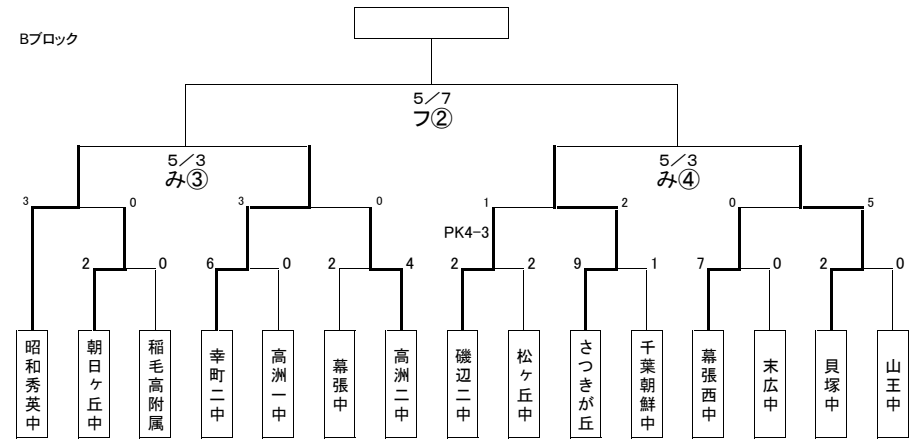 Bブロック
5/7
フ②
5/3
み③
5/3
み④
3
0
3
0
1
2
0
5
PK4-3
2
0
6
0
2
4
2
2
9
1
7
0
2
0
昭和秀英中
朝日ヶ丘中
稲毛高附属
幸町二中
高洲一中
幕張中
高洲二中
磯辺二中
松ヶ丘中
さつきが丘
千葉朝鮮中
幕張西中
末広中
貝塚中
山王中